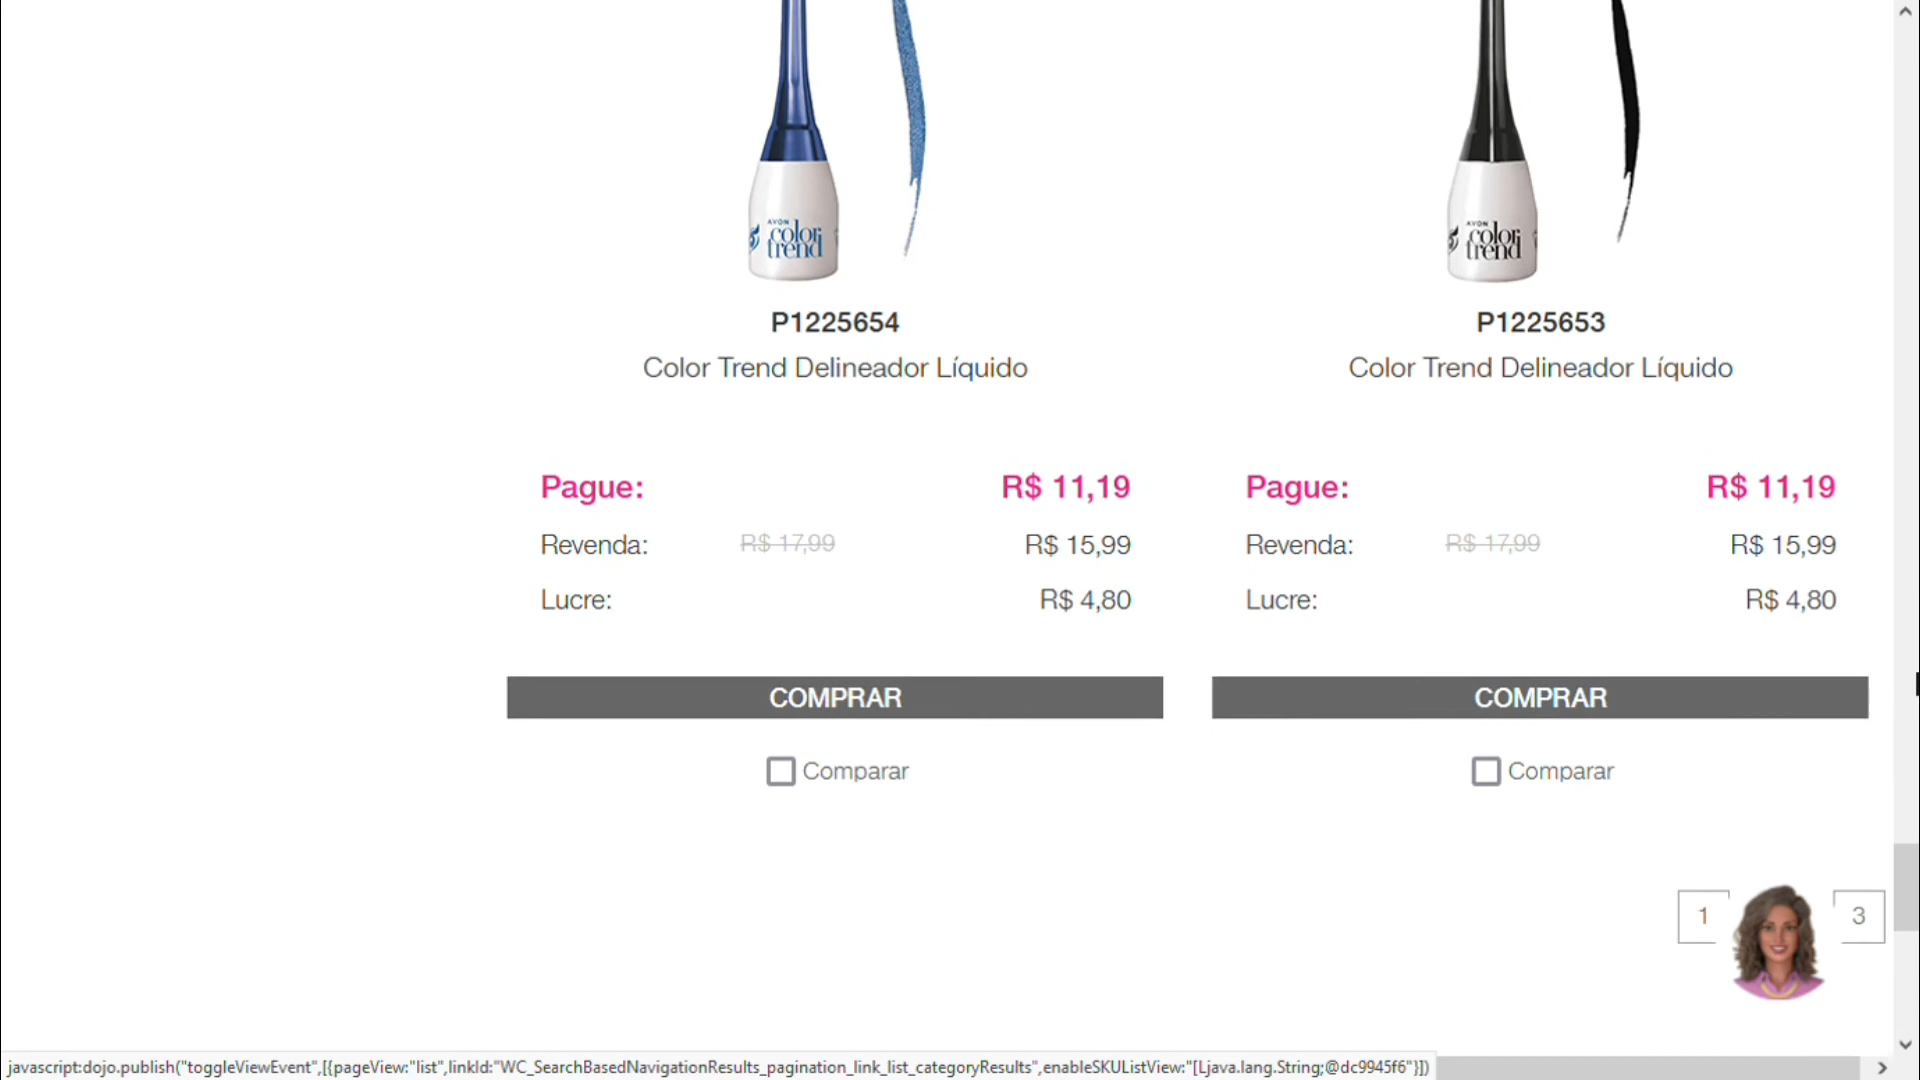 AVON
color
trend
AVON
color
trend
P1225654
Color Trend Delineador Líquido
Pague: R$ 11,19
Revenda: R$ 17,99 R$ 15,99
Lucre: R$ 4,80
COMPRAR
Comparar
P1225653
Color Trend Delineador Líquido
Pague: R$ 11,19
Revenda: R$ 17,99 R$ 15,99
Lucre: R$ 4,80
COMPRAR
Comparar
1 3
javascript:dojo.publish("toggleViewEvent",[{pageView:"list",linkId:"WC_SearchBasedNavigationResults_pagination_link_list_categoryResults",enableSKUListView:"[Ljava.lang.String;@dc9945f6"}])